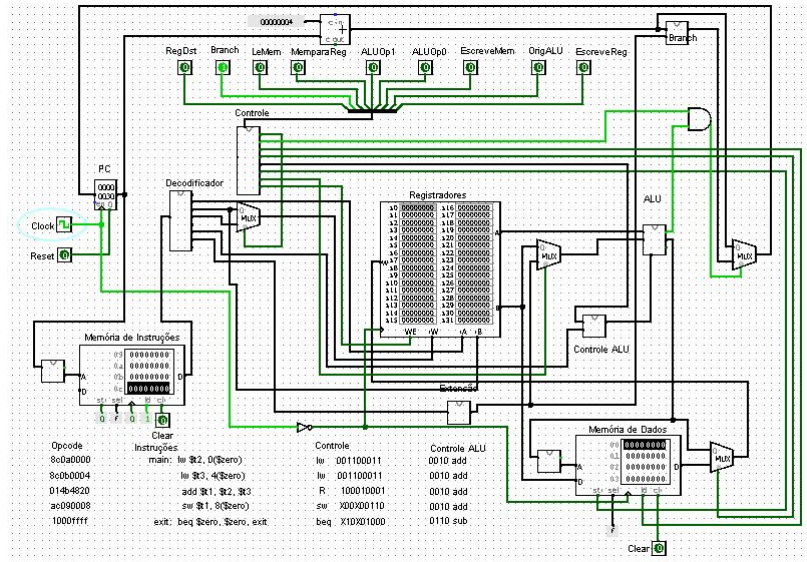 00000004
c in
+
c out
Branch
RegDst Branch LeMem MemparaReg ALUOp1 ALUOp0 EscreveMem OrigALU EscreveReg
Controle
PC
Decodificador
Registradores
ALU
MUX
MUX
MUX
Clock
Reset
WE W A B
Controle ALU
Memória de Instruções
A
D
D
Clear
Extensão
Memória de Dados
MUX
A
D
D
Clear
Opcode Instruções Controle Controle ALU
8c0a0000 main: lw $t2, 0($zero) lw 001100011 0010 add
8c0b0004 lw $t3, 4($zero) lw 001100011 0010 add
014b4820 add $t1, $t2, $t3 R 100010001 0010 add
ac090008 sw $t1, 8($zero) sw X00X00110 0010 add
1000ffff exit: beq $zero, $zero, exit beq X10X01000 0110 sub